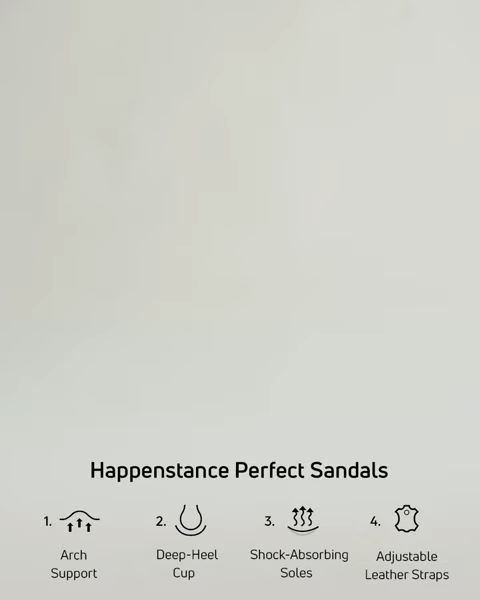 Happenstance Perfect Sandals
1. 2. 3. 4.
Arch Support
Deep-Heel Cup
Shock-Absorbing Soles
Adjustable Leather Straps